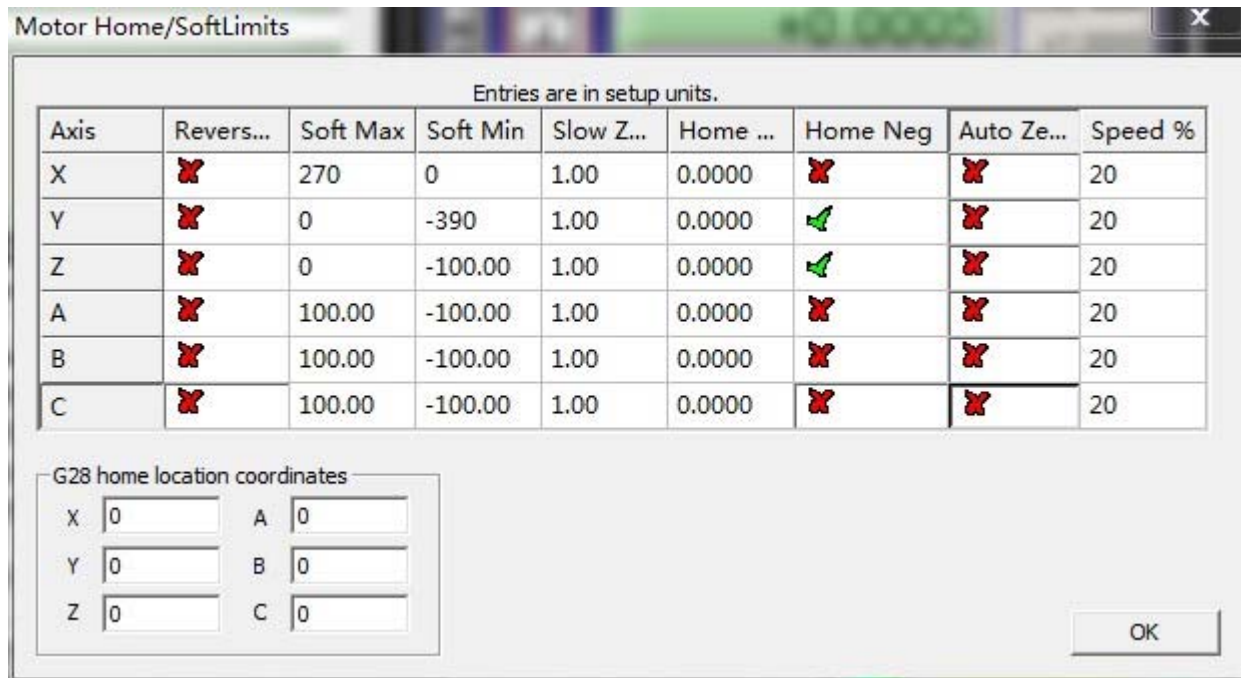 Motor Home/SoftLimits
+0.0005
Entries are in setup units.
Axis Revers... Soft Max Soft Min Slow Z... Home ... Home Neg Auto Ze... Speed %
X 270 0 1.00 0.0000 20
Y 0 -390 1.00 0.0000 20
Z 0 -100.00 1.00 0.0000 20
A 100.00 -100.00 1.00 0.0000 20
B 100.00 -100.00 1.00 0.0000 20
C 100.00 -100.00 1.00 0.0000 20
G28 home location coordinates
X 0 A 0
Y 0 B 0
Z 0 C 0
OK